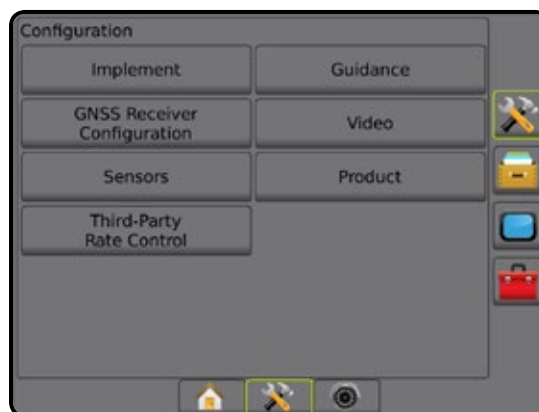 Configuration
Implement
Guidance
GNSS Receiver
Configuration
Video
Sensors
Product
Third-Party
Rate Control